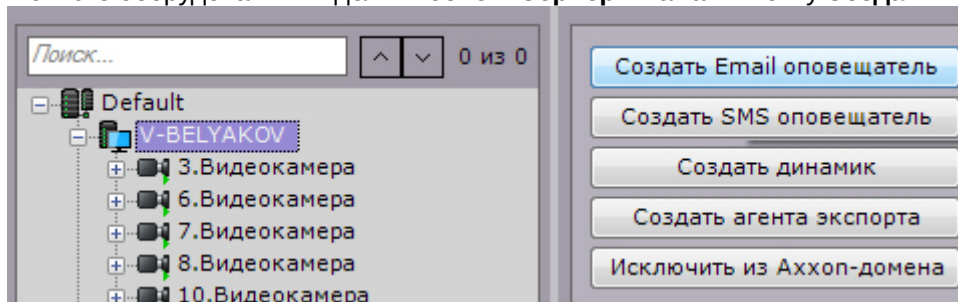 Поиск...
0 из 0
Default
V-BELYAKOV
3.Видеокамера
6.Видеокамера
7.Видеокамера
8.Видеокамера
10.Видеокамера
Создать Email оповещатель
Создать SMS оповещатель
Создать динамик
Создать агента экспорта
Исключить из Axxon-домена